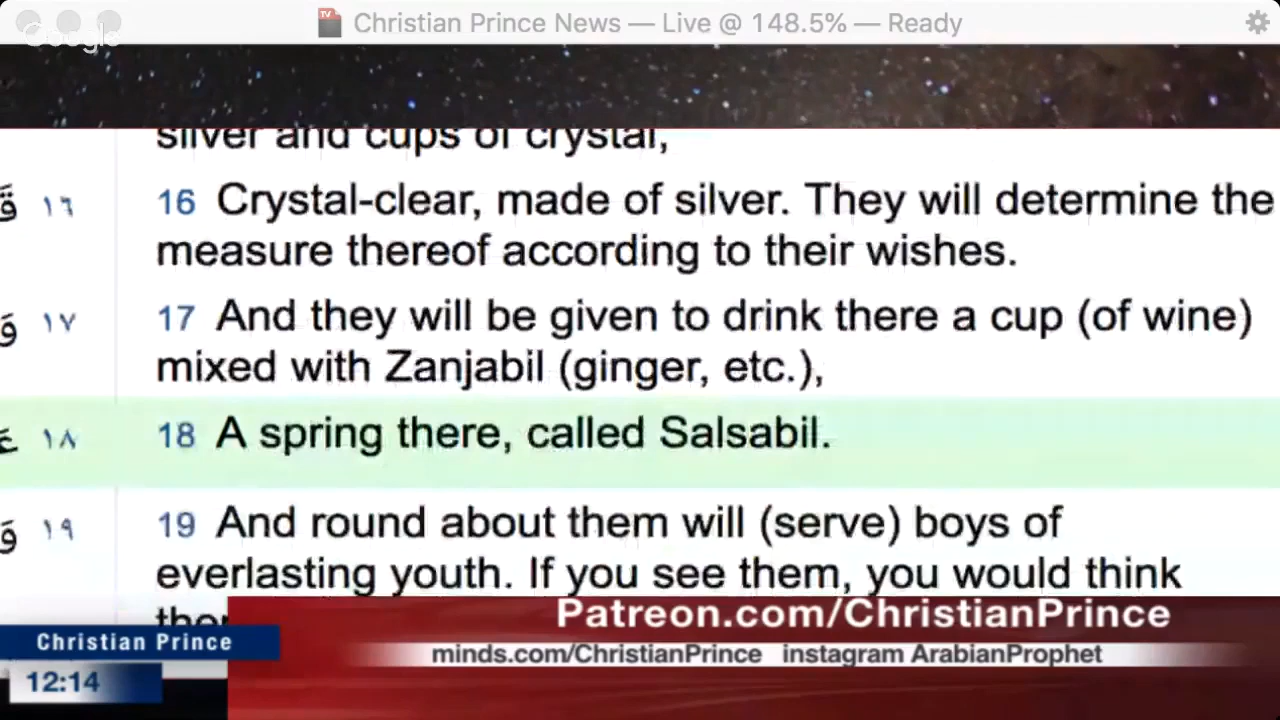 Christian Prince News — Live @ 148.5% — Ready
Google
silver and cups of crystal,
١٦ 16 Crystal-clear, made of silver. They will determine the
measure thereof according to their wishes.
١٧ 17 And they will be given to drink there a cup (of wine)
mixed with Zanjabil (ginger, etc.),
١٨ 18 A spring there, called Salsabil.
١٩ 19 And round about them will (serve) boys of
everlasting youth. If you see them, you would think
Patreon.com/ChristianPrince
Christian Prince
minds.com/ChristianPrince instagram ArabianProphet
12:14